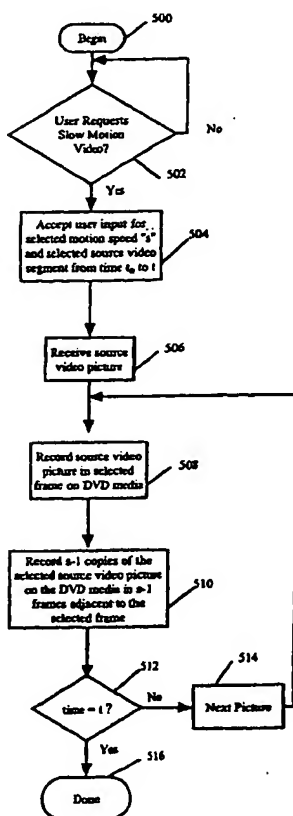 500
Begin
User Requests
Slow Motion
Video?
No
502
Yes
Accept user input for
selected motion speed "s"
and selected source video
segment from time t₀ to t
504
Receive source
video picture
506
Record source video
picture in selected
frame on DVD media
508
Record s-1 copies of the
selected source video picture
on the DVD media in s-1
frames adjacent to the
selected frame
510
512
time = t ?
No
514
Next Picture
Yes
516
Done